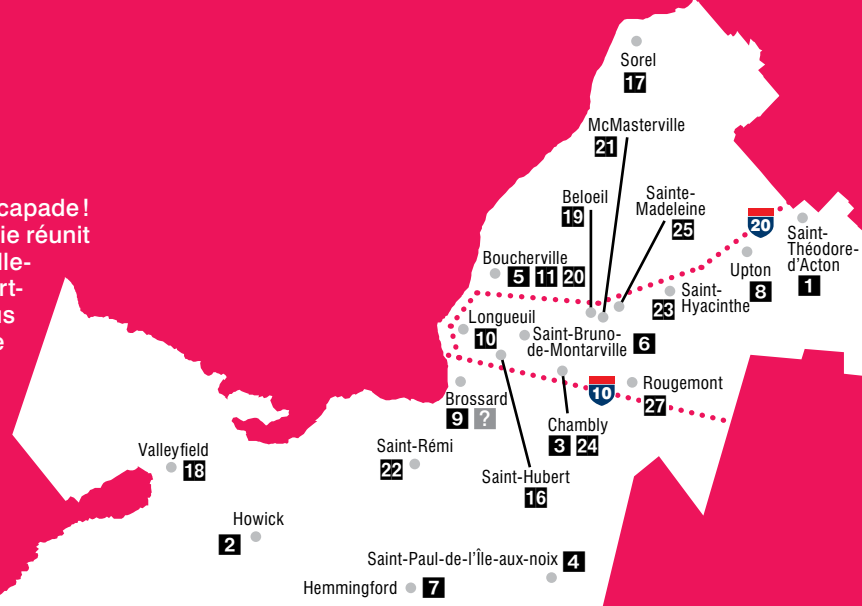 capade!
ie réunit
lle-
rt-
us
e
Sorel
17
McMasterville
21
Beloeil
19
Sainte-
Madeleine
25
20
Saint-
Théodore-
d'Acton
1
Boucherville
5 11 20
Upton
8
Saint-
Hyacinthe
23
Longueuil
10
Saint-Bruno-
de-Montarville 6
10
Rougemont
27
Brossard
9 ?
Chambly
3 24
Saint-Hubert
16
Saint-Rémi
22
Valleyfield
18
Howick
2
Saint-Paul-de-l'Île-aux-noix 4
Hemmingford 7